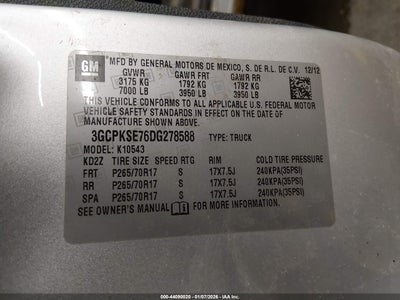 GM
MFD BY GENERAL MOTORS DE MEXICO, S. DE R.L. DE C.V. 12/12
GVWR GAWR FRT GAWR RR
3175 KG 1792 KG 1792 KG
7000 LB 3950 LB 3950 LB
THIS VEHICLE CONFORMS TO ALL APPLICABLE U.S. FEDERAL MOTOR
VEHICLE SAFETY STANDARDS IN EFFECT ON THE DATE OF
MANUFACTURE SHOWN ABOVE.
3GCPKSE76DG278588 TYPE: TRUCK
MODEL: K10543
KD2Z TIRE SIZE SPEED RTG RIM COLD TIRE PRESSURE
FRT P265/70R17 S 17X7.5J 240KPA(35PSI)
RR P265/70R17 S 17X7.5J 240KPA(35PSI)
SPA P265/70R17 S 17X7.5J 240KPA(35PSI)
SEE OWNER'S MANUAL FOR ADDITIONAL INFORMATION.
000-44090020 - 01/07/2026 - IAAI